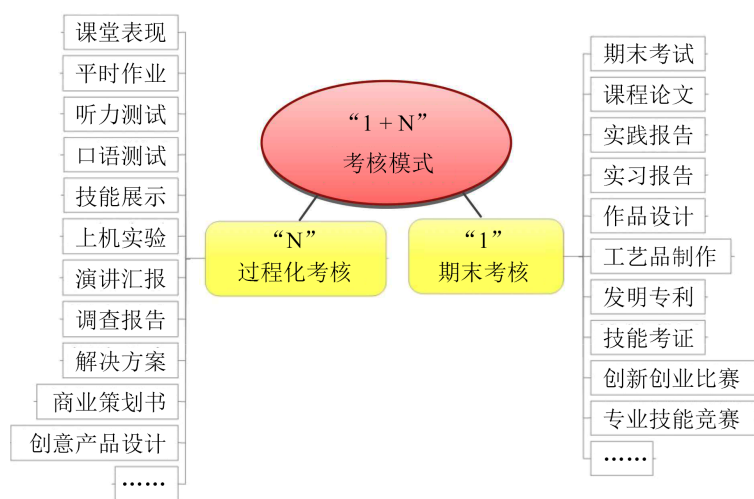 “1 + N”
考核模式
“N”
过程化考核
课堂表现
平时作业
听力测试
口语测试
技能展示
上机实验
演讲汇报
调查报告
解决方案
商业策划书
创意产品设计
……
“1”
期末考核
期末考试
课程论文
实践报告
实习报告
作品设计
工艺品制作
发明专利
技能考证
创新创业比赛
专业技能竞赛
……